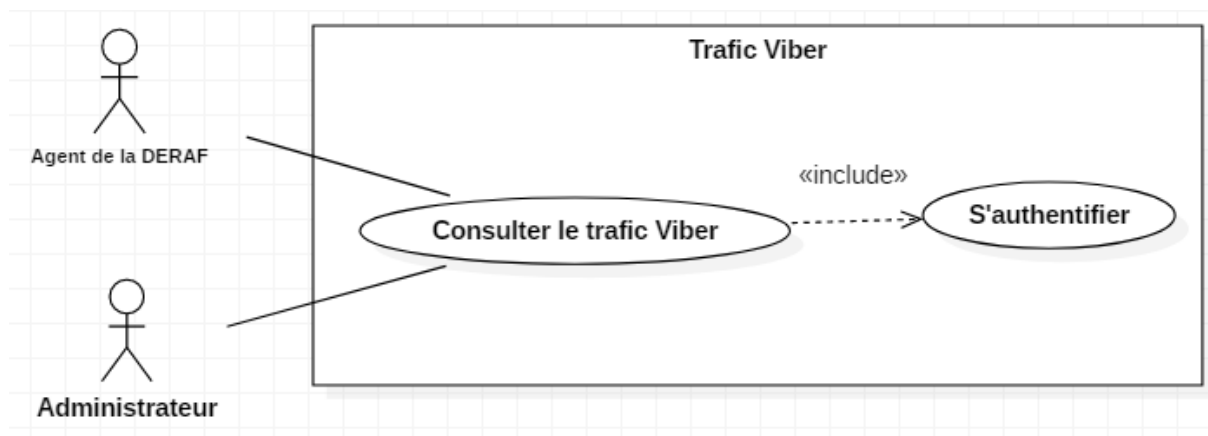 Trafic Viber
Agent de la DERAF
«include»
Consulter le trafic Viber
S'authentifier
Administrateur